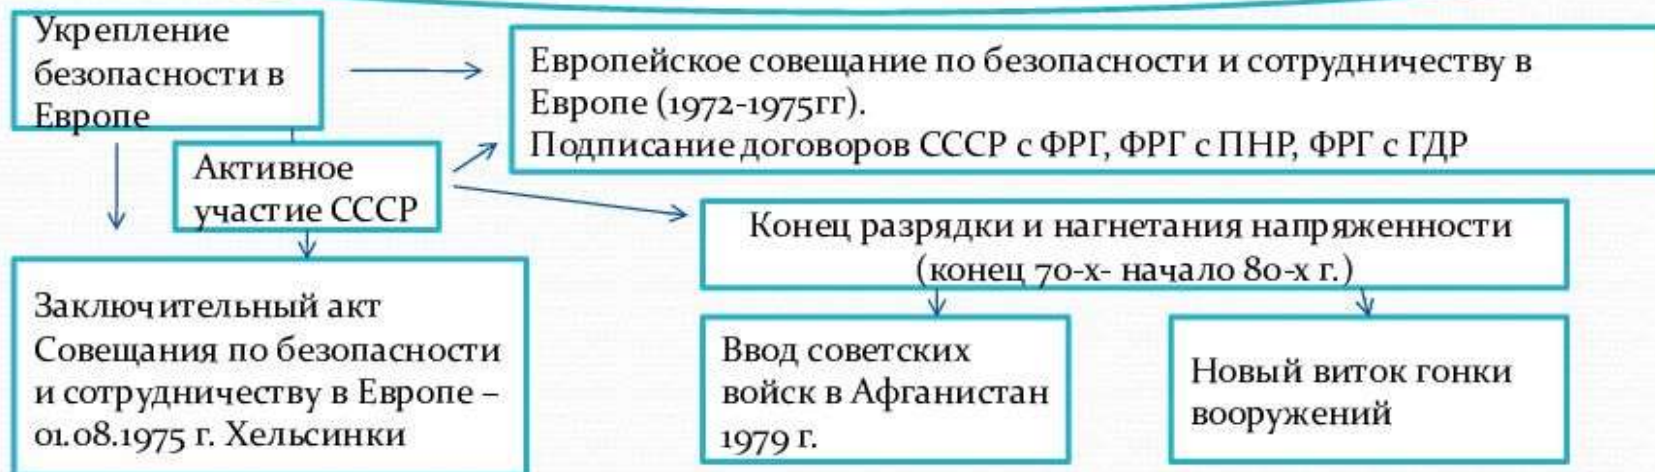 Укрепление
безопасности в
Европе
Европейское совещание по безопасности и сотрудничеству в
Европе (1972-1975гг).
Подписание договоров СССР с ФРГ, ФРГ с ПНР, ФРГ с ГДР
Активное
участие СССР
Конец разрядки и нагнетания напряженности
(конец 70-х- начало 80-х г.)
Заключительный акт
Совещания по безопасности
и сотрудничеству в Европе –
01.08.1975 г. Хельсинки
Ввод советских
войск в Афганистан
1979 г.
Новый виток гонки
вооружений